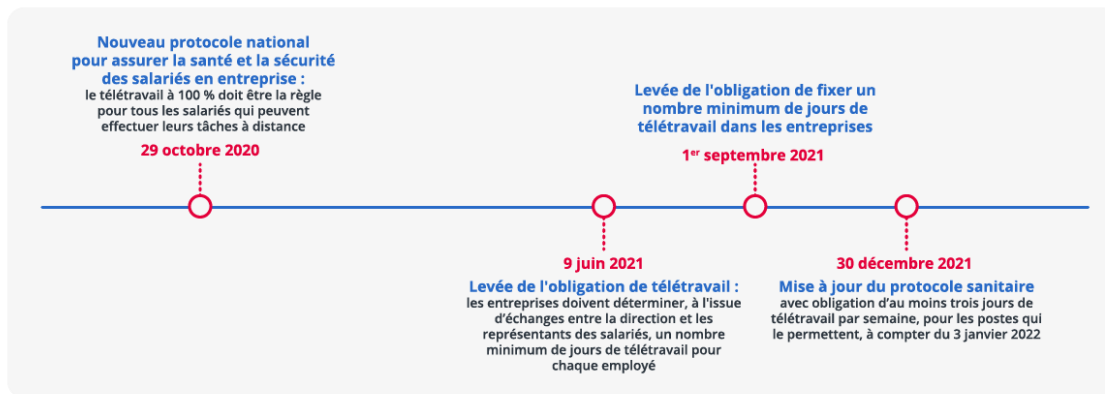 Nouveau protocole national
pour assurer la santé et la sécurité
des salariés en entreprise :
le télétravail à 100 % doit être la règle
pour tous les salariés qui peuvent
effectuer leurs tâches à distance
29 octobre 2020
Levée de l'obligation de fixer un
nombre minimum de jours de
télétravail dans les entreprises
1er septembre 2021
9 juin 2021
Levée de l'obligation de télétravail :
les entreprises doivent déterminer, à l'issue
d’échanges entre la direction et les
représentants des salariés, un nombre
minimum de jours de télétravail pour
chaque employé
30 décembre 2021
Mise à jour du protocole sanitaire
avec obligation d’au moins trois jours de
télétravail par semaine, pour les postes qui
le permettent, à compter du 3 janvier 2022